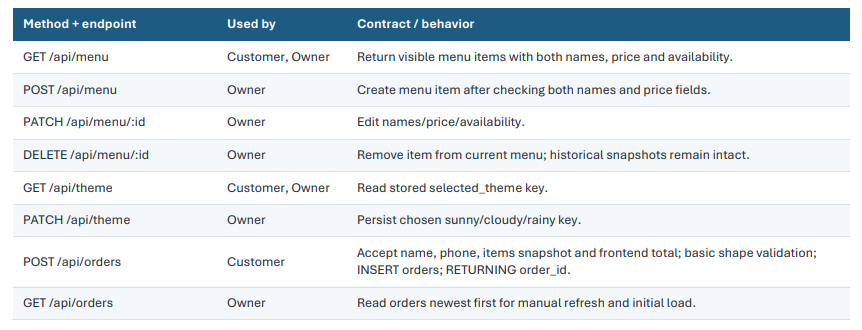 Method + endpoint Used by Contract / behavior
GET /api/menu Customer, Owner Return visible menu items with both names, price and availability.
POST /api/menu Owner Create menu item after checking both names and price fields.
PATCH /api/menu/:id Owner Edit names/price/availability.
DELETE /api/menu/:id Owner Remove item from current menu; historical snapshots remain intact.
GET /api/theme Customer, Owner Read stored selected_theme key.
PATCH /api/theme Owner Persist chosen sunny/cloudy/rainy key.
POST /api/orders Customer Accept name, phone, items snapshot and frontend total; basic shape validation;
INSERT orders; RETURNING order_id.
GET /api/orders Owner Read orders newest first for manual refresh and initial load.